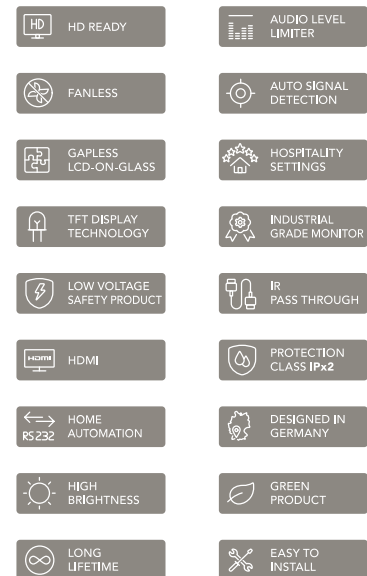 HD
HD READY
AUDIO LEVEL
LIMITER
FANLESS
AUTO SIGNAL
DETECTION
GAPLESS
LCD-ON-GLASS
HOSPITALITY
SETTINGS
TFT DISPLAY
TECHNOLOGY
INDUSTRIAL
GRADE MONITOR
LOW VOLTAGE
SAFETY PRODUCT
IR
PASS THROUGH
HDMI
HDMI
PROTECTION
CLASS IPx2
RS232
HOME
AUTOMATION
DESIGNED IN
GERMANY
HIGH
BRIGHTNESS
GREEN
PRODUCT
LONG
LIFETIME
EASY TO
INSTALL